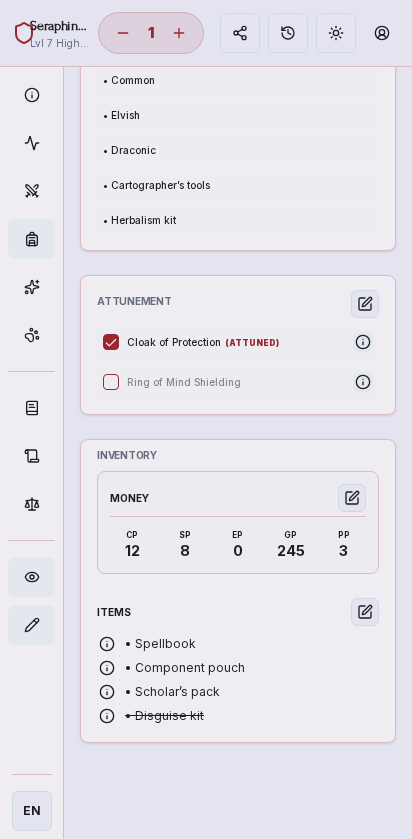 Seraphin...
Lvl 7 High...
1
• Common
• Elvish
• Draconic
• Cartographer's tools
• Herbalism kit
ATTUNEMENT
Cloak of Protection (ATTUNED)
Ring of Mind Shielding
INVENTORY
MONEY
CP SP EP GP PP
12 8 0 245 3
ITEMS
• Spellbook
• Component pouch
• Scholar's pack
• Disguise kit
EN